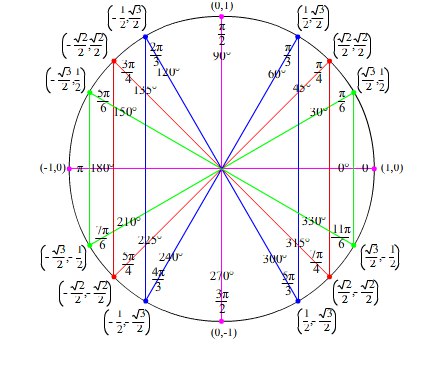 (0,1)
(-1/2, √3/2) (1/2, √3/2)
π/2
(-√2/2, √2/2) 2π/3 90° π/3 (√2/2, √2/2)
3π/4 120° 60° π/4
(-√3/2, 1/2) 135° 45° (√3/2, 1/2)
5π/6 150° 30° π/6
(-1,0) π 180° 0° 0 (1,0)
7π/6 210° 330° 11π/6
(-√3/2, -1/2) 225° 315° (√3/2, -1/2)
5π/4 240° 300° 7π/4
(-√2/2, -√2/2) 4π/3 270° 5π/3 (√2/2, -√2/2)
3π/2
(-1/2, -√3/2) (1/2, -√3/2)
(0,-1)